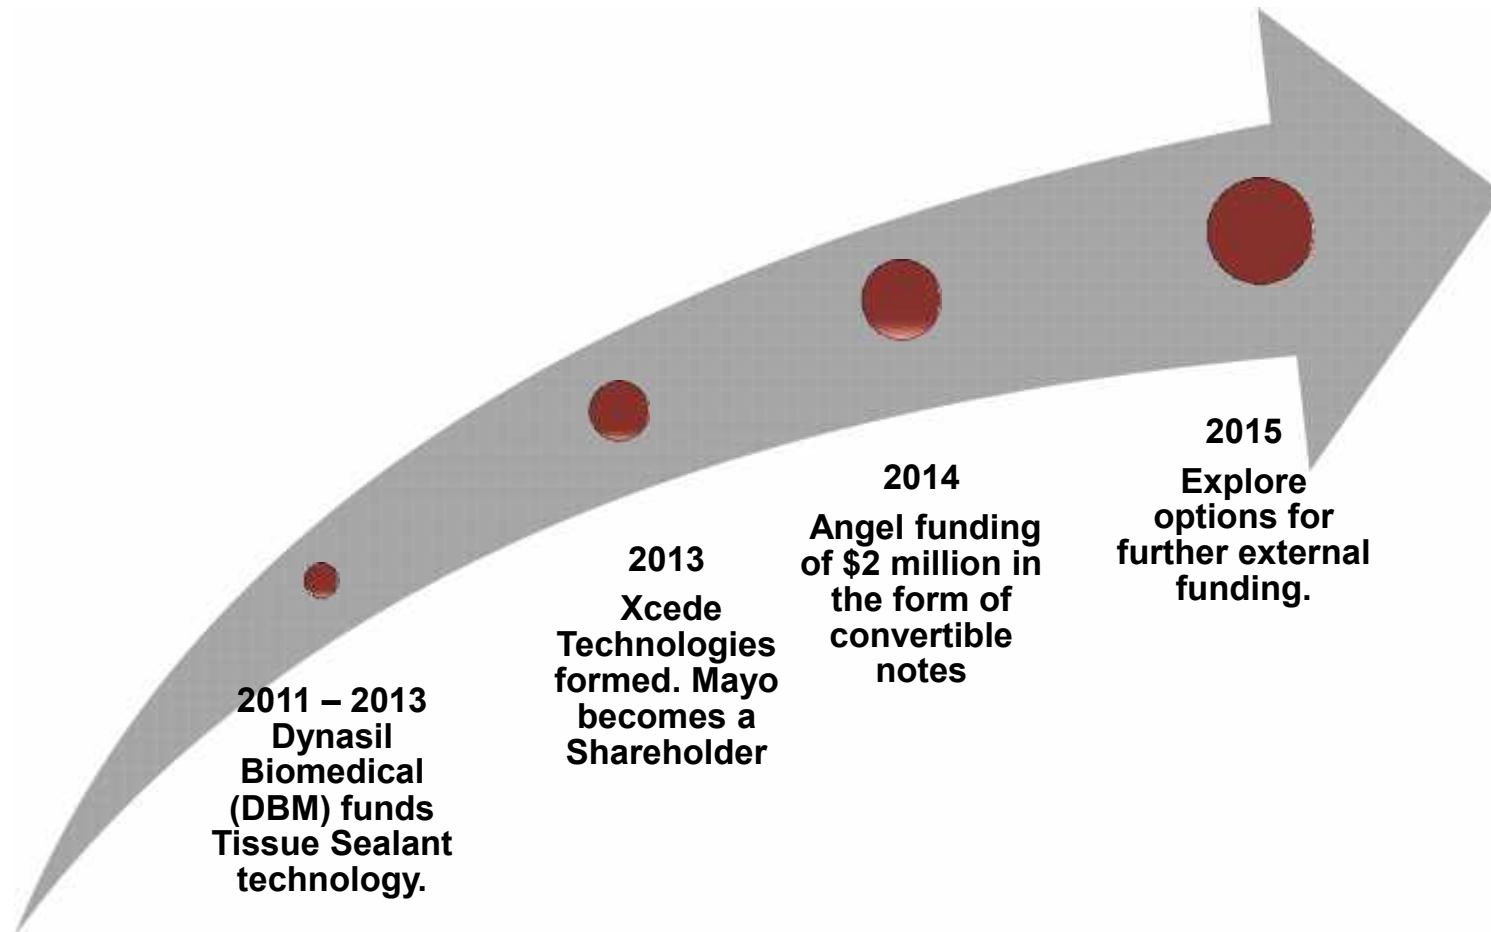 2011 – 2013
Dynasil
Biomedical
(DBM) funds
Tissue Sealant
technology.
2013
Xcede
Technologies
formed. Mayo
becomes a
Shareholder
2014
Angel funding
of $2 million in
the form of
convertible
notes
2015
Explore
options for
further external
funding.